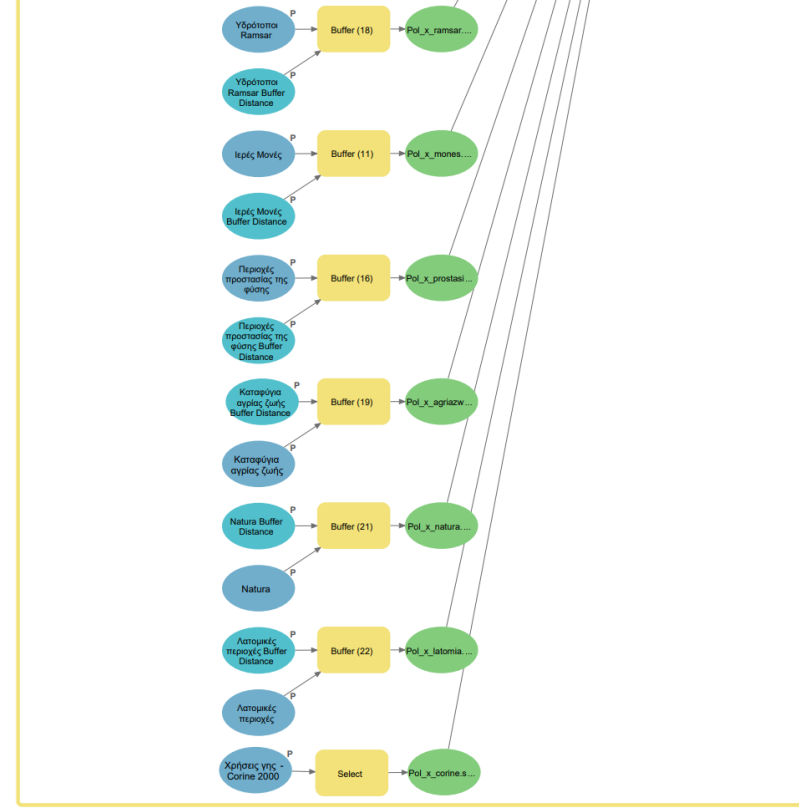 P
Υδρότοποι
Ramsar
Buffer (18)
Pol_x_ramsar....
P
Υδρότοποι
Ramsar Buffer
Distance
P
Ιερές Μονές
Buffer (11)
Pol_x_mones....
P
Ιερές Μονές
Buffer Distance
P
Περιοχές
προστασίας της
φύσης
Buffer (16)
Pol_x_prostasi...
P
Περιοχές
προστασίας της
φύσης Buffer
Distance
P
Καταφύγια
αγρίας ζωής
Buffer Distance
Buffer (19)
Pol_x_agriazw...
P
Καταφύγια
αγρίας ζωής
P
Natura Buffer
Distance
Buffer (21)
Pol_x_natura....
P
Natura
P
Λατομικές
περιοχές Buffer
Distance
Buffer (22)
Pol_x_latomia....
P
Λατομικές
περιοχές
P
Χρήσεις γης -
Corine 2000
Select
Pol_x_corine.s...